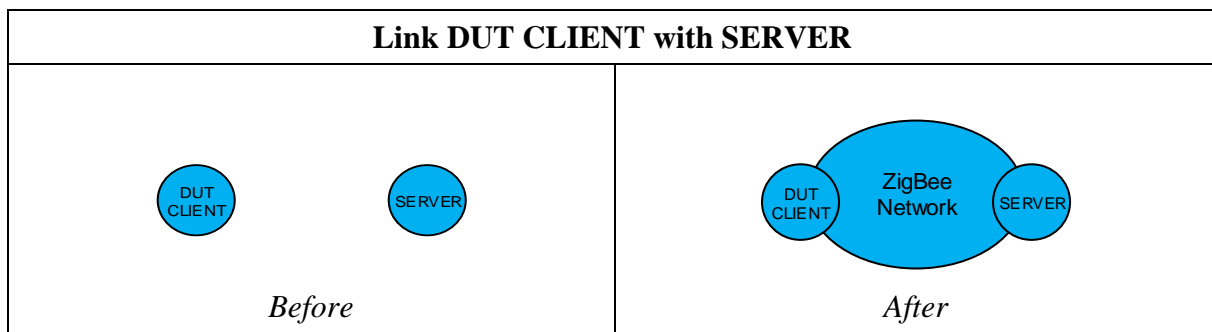 Link DUT CLIENT with SERVER
DUT
CLIENT
SERVER
Before
DUT
CLIENT
ZigBee
Network
SERVER
After